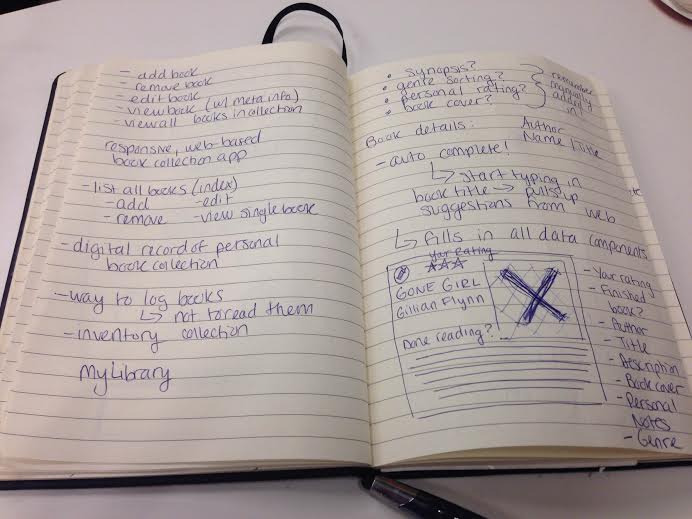 - add book
- remove book
- edit book
- view book (w/ meta info)
- view all books in collection
responsive, web-based
book collection app
- list all books (index)
- add - edit
- remove - view single book
- digital record of personal
book collection
- way to log books
↳ not to read them
- inventory collection
MyLibrary
• synopsis?
• genre sorting?
• personal rating?
• book cover?
manually
added
in!
Book details:
Author
Name / Title
- auto complete!
↳ start typing in
book title → pulls up
suggestions from web
↳ fills in all data components
your rating
GONE GIRL
Gillian Flynn
Done reading?
- Your rating
- Finished
book?
- Author
- Title
- Description
- Book cover
- Personal
Notes
- Genre